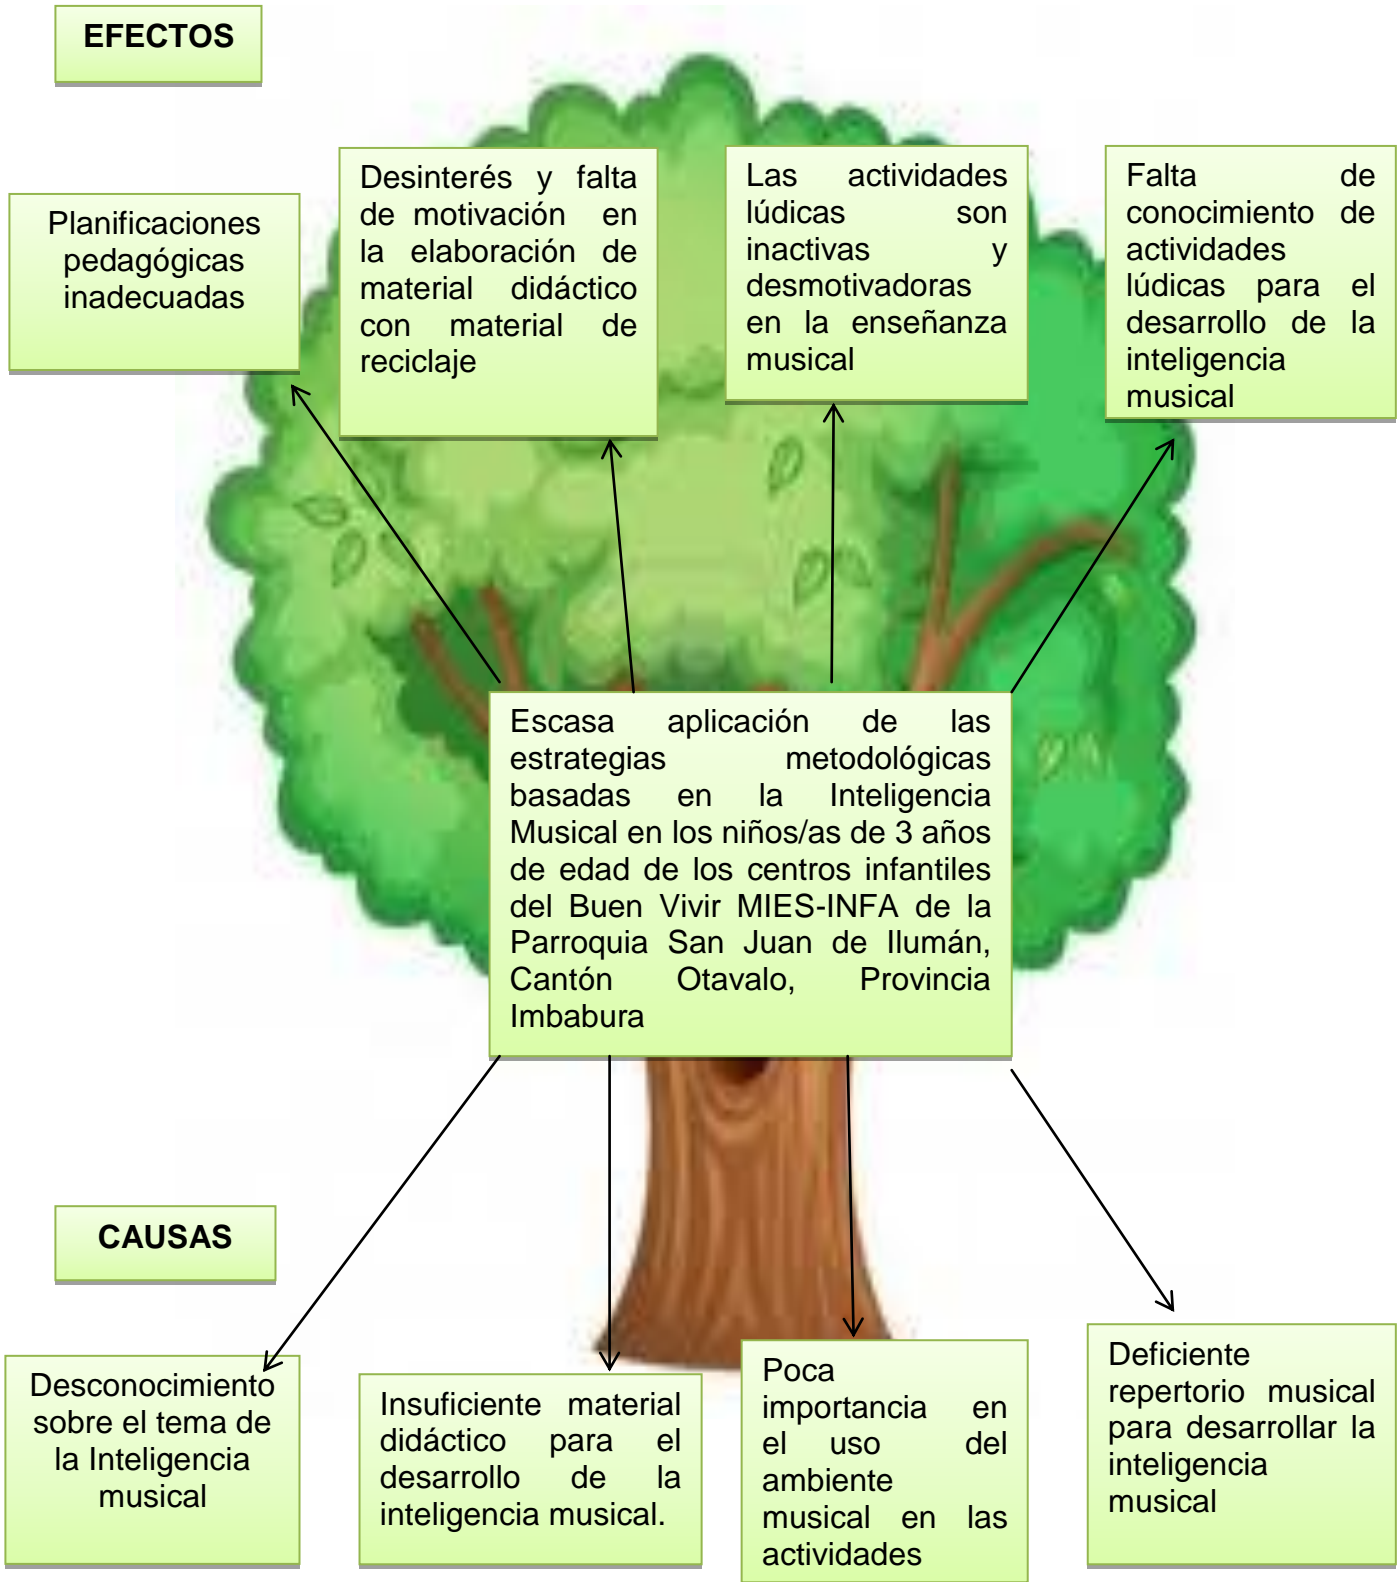 EFECTOS
Planificaciones
pedagógicas
inadecuadas
Desinterés y falta
de motivación en
la elaboración de
material didáctico
con material de
reciclaje
Las actividades
lúdicas son
inactivas y
desmotivadoras
en la enseñanza
musical
Falta de
conocimiento de
actividades
lúdicas para el
desarrollo de la
inteligencia
musical
Escasa aplicación de las
estrategias metodológicas
basadas en la Inteligencia
Musical en los niños/as de 3 años
de edad de los centros infantiles
del Buen Vivir MIES-INFA de la
Parroquia San Juan de Ilumán,
Cantón Otavalo, Provincia
Imbabura
CAUSAS
Desconocimiento
sobre el tema de
la Inteligencia
musical
Insuficiente material
didáctico para el
desarrollo de la
inteligencia musical.
Poca
importancia en
el uso del
ambiente
musical en las
actividades
Deficiente
repertorio musical
para desarrollar la
inteligencia
musical